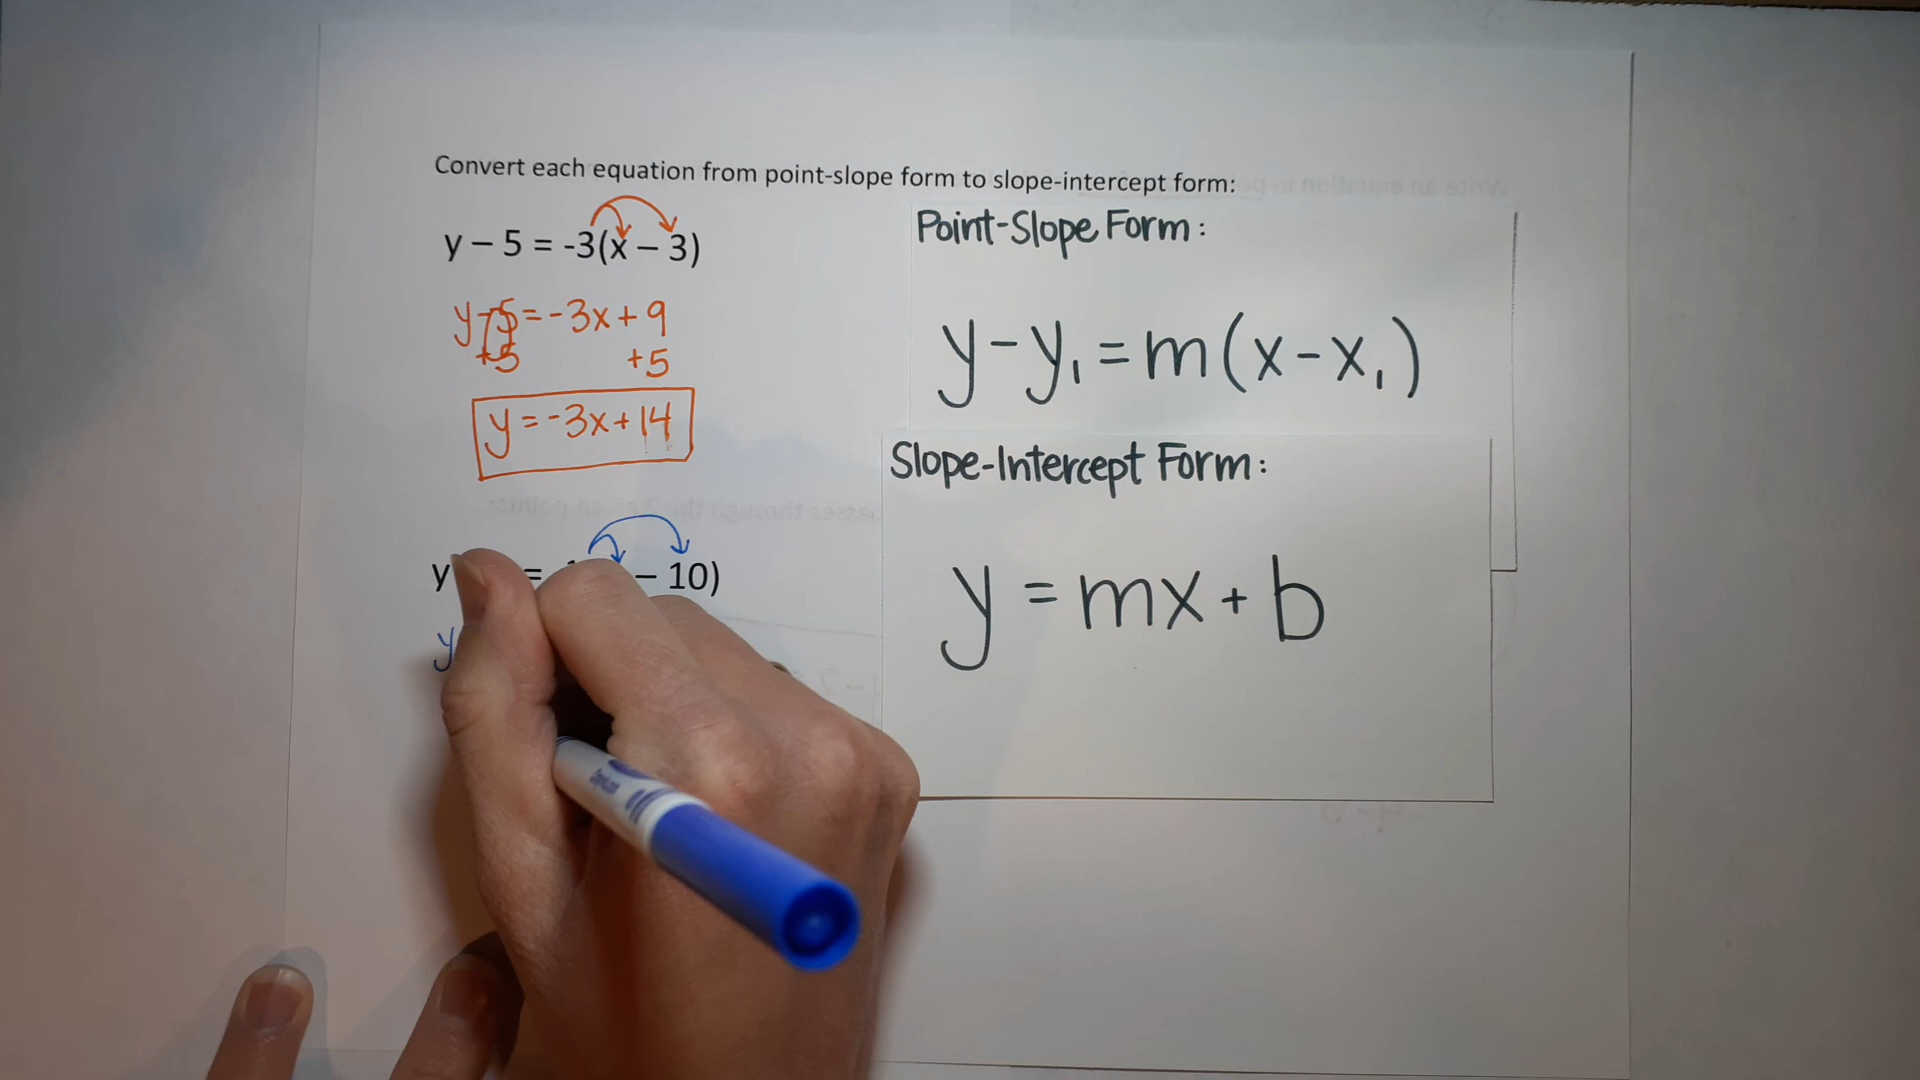 Convert each equation from point-slope form to slope-intercept form:
y – 5 = -3(x – 3)
y-5=-3x+9
+5 +5
y=-3x+14
Point-Slope Form:
y-y₁=m(x-x₁)
Slope-Intercept Form:
y=mx+b
y = – 10)
y